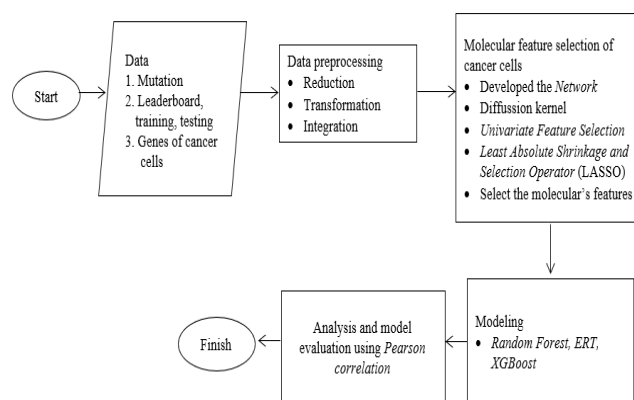 Start
Data
1. Mutation
2. Leaderboard,
training, testing
3. Genes of cancer
cells
Data preprocessing
• Reduction
• Transformation
• Integration
Molecular feature selection of
cancer cells
• Developed the Network
• Diffussion kernel
• Univariate Feature Selection
• Least Absolute Shrinkage and
Selection Operator (LASSO)
• Select the molecular's features
Modeling
• Random Forest, ERT,
XGBoost
Analysis and model
evaluation using Pearson
correlation
Finish